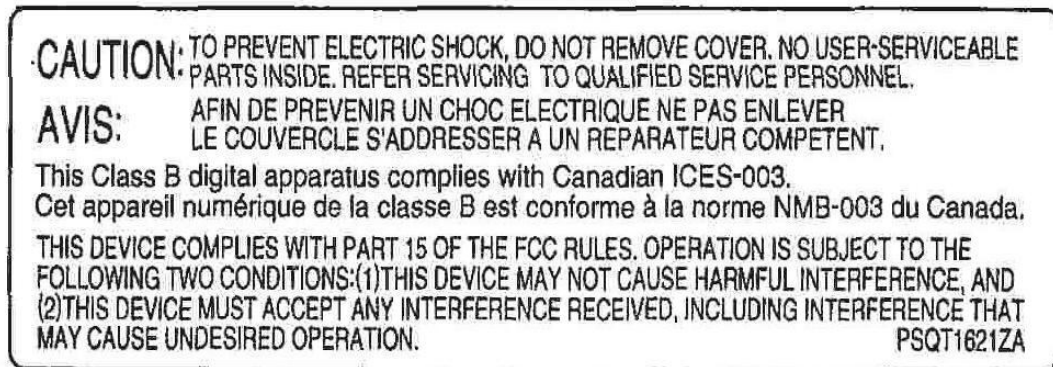 CAUTION: TO PREVENT ELECTRIC SHOCK, DO NOT REMOVE COVER. NO USER-SERVICEABLE
PARTS INSIDE. REFER SERVICING TO QUALIFIED SERVICE PERSONNEL.
AVIS: AFIN DE PREVENIR UN CHOC ELECTRIQUE NE PAS ENLEVER
LE COUVERCLE S'ADDRESSER A UN REPARATEUR COMPETENT.
This Class B digital apparatus complies with Canadian ICES-003.
Cet appareil numérique de la classe B est conforme à la norme NMB-003 du Canada.
THIS DEVICE COMPLIES WITH PART 15 OF THE FCC RULES. OPERATION IS SUBJECT TO THE
FOLLOWING TWO CONDITIONS:(1)THIS DEVICE MAY NOT CAUSE HARMFUL INTERFERENCE, AND
(2)THIS DEVICE MUST ACCEPT ANY INTERFERENCE RECEIVED, INCLUDING INTERFERENCE THAT
MAY CAUSE UNDESIRED OPERATION. PSQT1621ZA